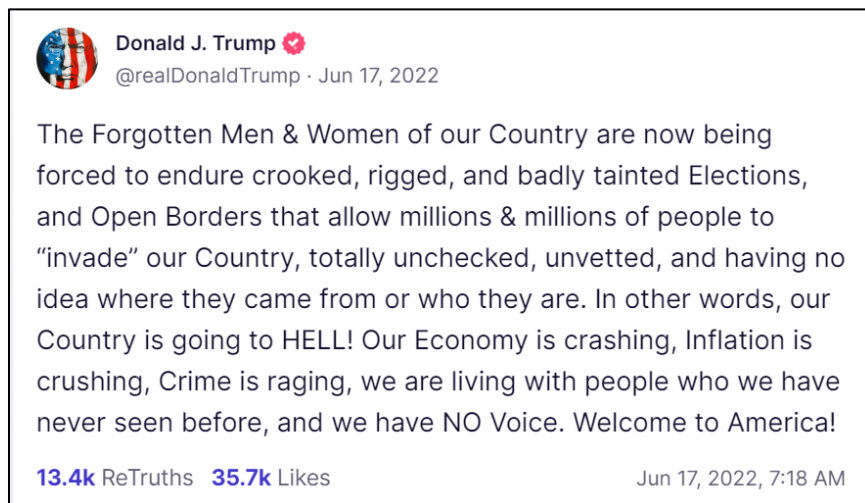 Donald J. Trump
@realDonaldTrump · Jun 17, 2022
The Forgotten Men & Women of our Country are now being
forced to endure crooked, rigged, and badly tainted Elections,
and Open Borders that allow millions & millions of people to
“invade” our Country, totally unchecked, unvetted, and having no
idea where they came from or who they are. In other words, our
Country is going to HELL! Our Economy is crashing, Inflation is
crushing, Crime is raging, we are living with people who we have
never seen before, and we have NO Voice. Welcome to America!
13.4k ReTruths 35.7k Likes Jun 17, 2022, 7:18 AM